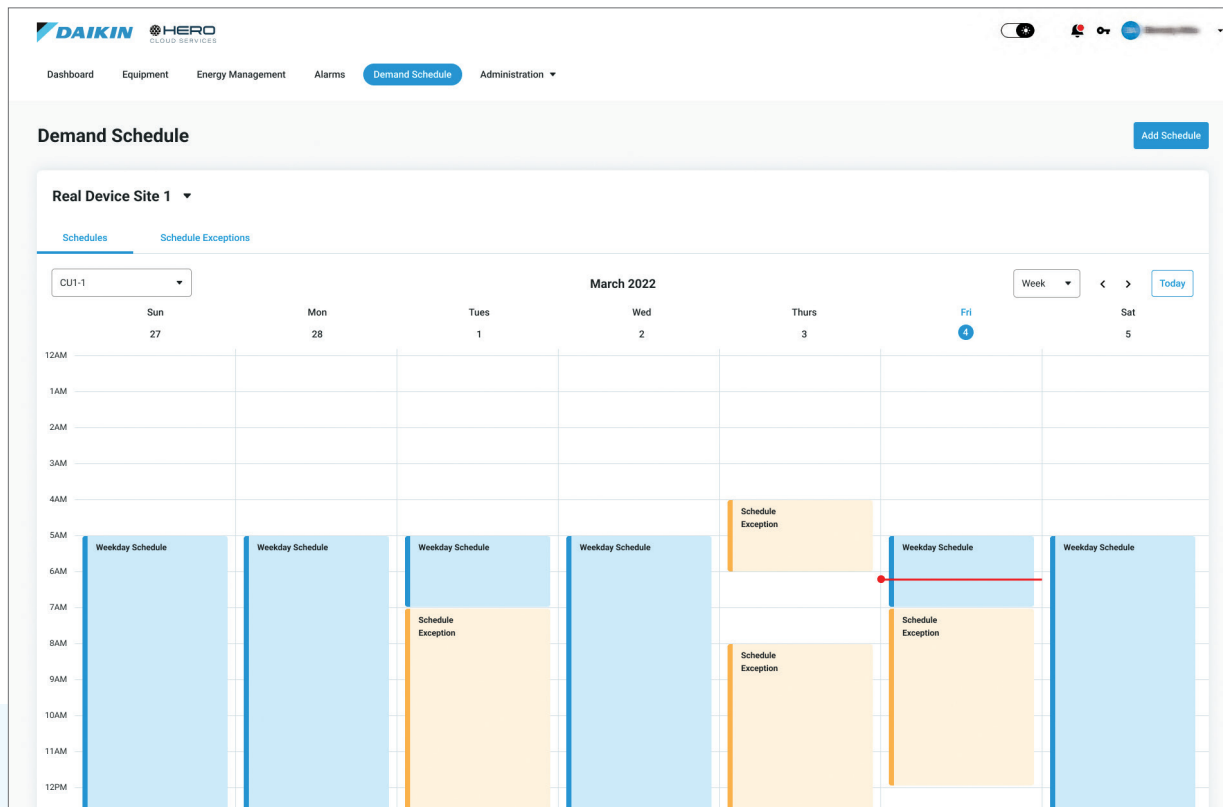 DAIKIN HERO
CLOUD SERVICES
Dashboard Equipment Energy Management Alarms Demand Schedule Administration
Demand Schedule Add Schedule
Real Device Site 1
Schedules Schedule Exceptions
CU1-1 March 2022 Week Today
Sun Mon Tues Wed Thurs Fri Sat
27 28 1 2 3 4 5
12AM
1AM
2AM
3AM
4AM
Schedule
Exception
5AM
Weekday Schedule Weekday Schedule Weekday Schedule Weekday Schedule Weekday Schedule Weekday Schedule
6AM
7AM
Schedule Schedule
Exception Exception
8AM
Schedule
Exception
9AM
10AM
11AM
12PM